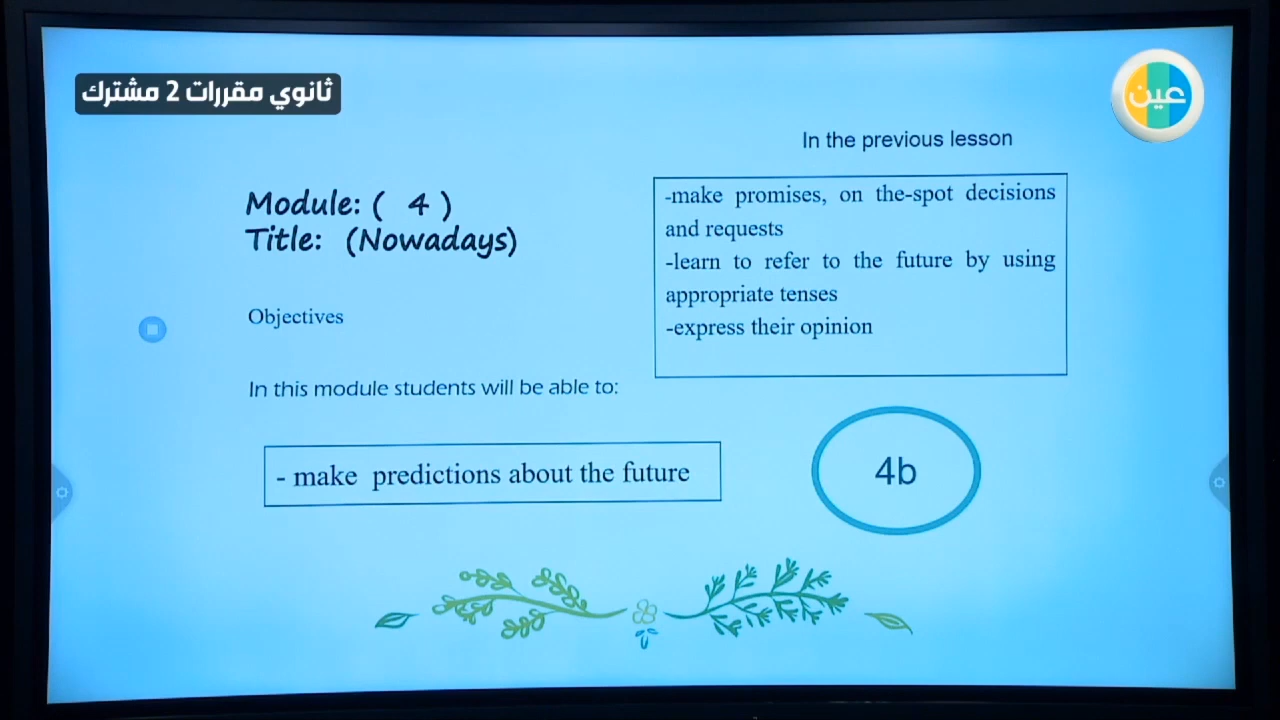 ثانوي مقررات 2 مشترك
عين
In the previous lesson
-make promises, on the-spot decisions
and requests
-learn to refer to the future by using
appropriate tenses
-express their opinion
Module: ( 4 )
Title: (Nowadays)
Objectives
In this module students will be able to:
- make predictions about the future
4b